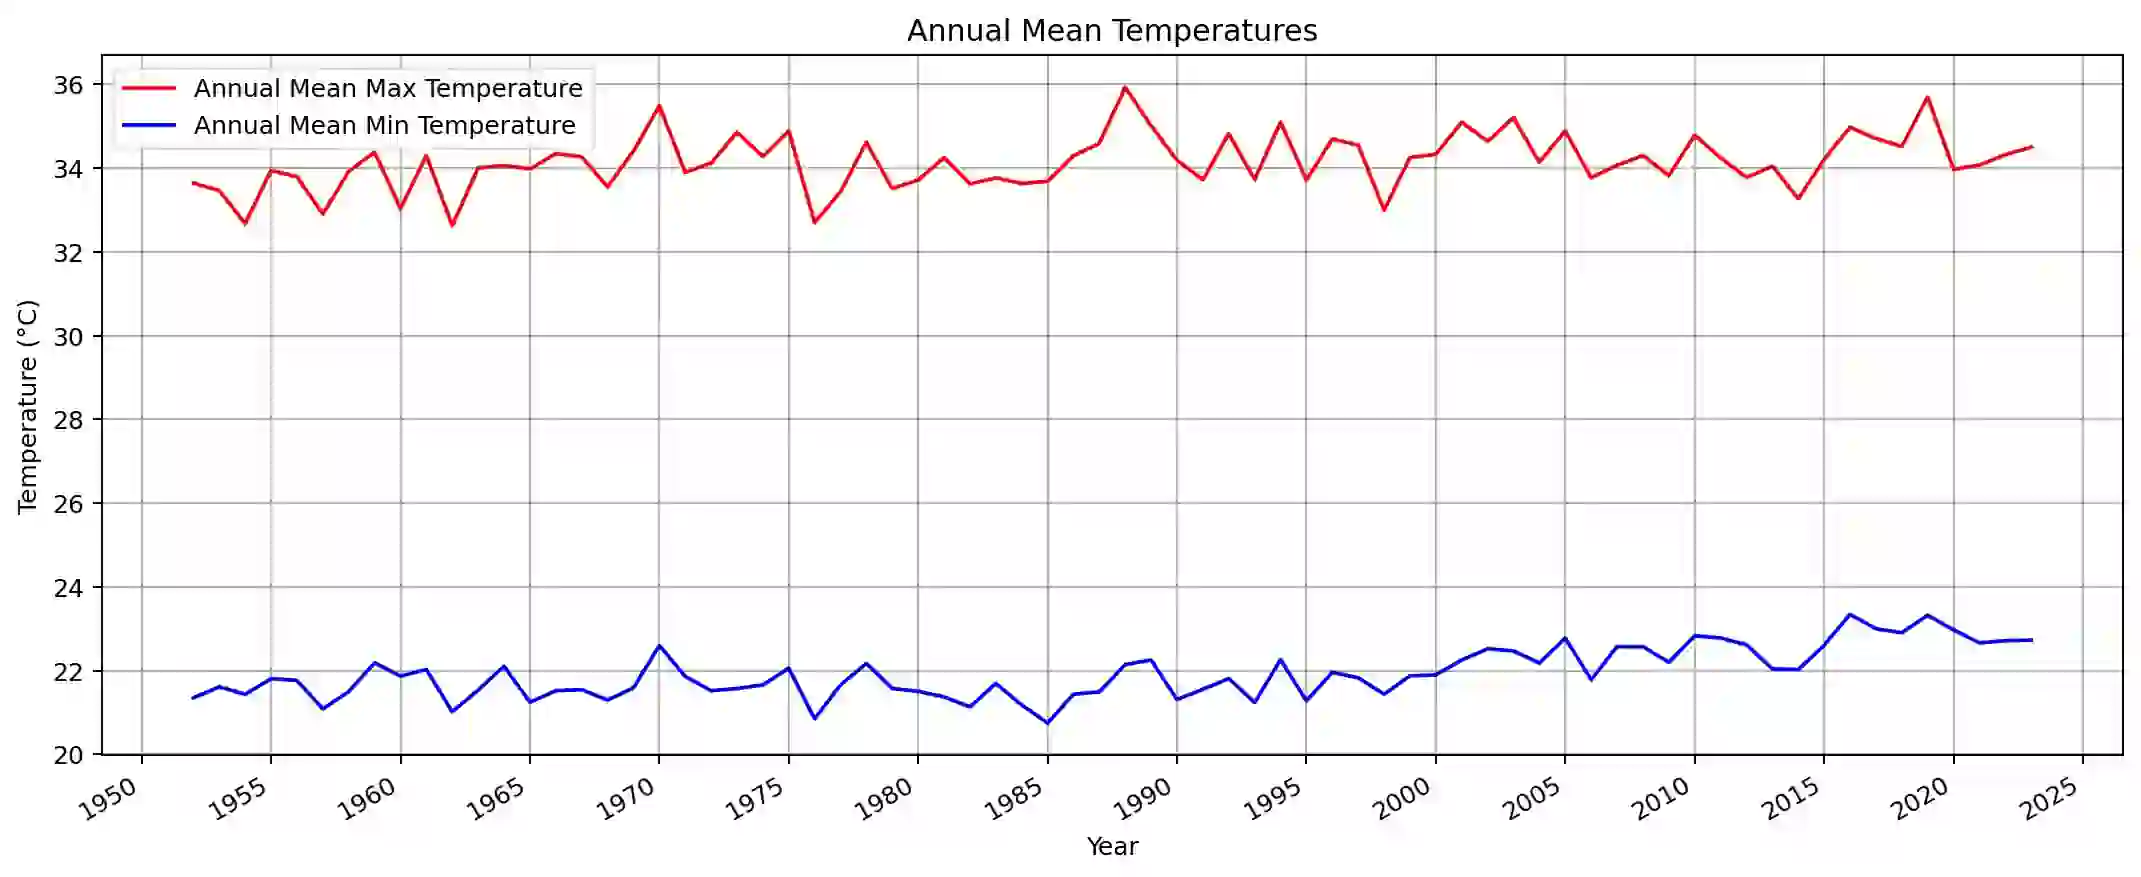 Annual Mean Temperatures
Annual Mean Max Temperature
Annual Mean Min Temperature
36
34
32
30
28
26
24
22
20
Temperature (°C)
1950 1955 1960 1965 1970 1975 1980 1985 1990 1995 2000 2005 2010 2015 2020 2025
Year